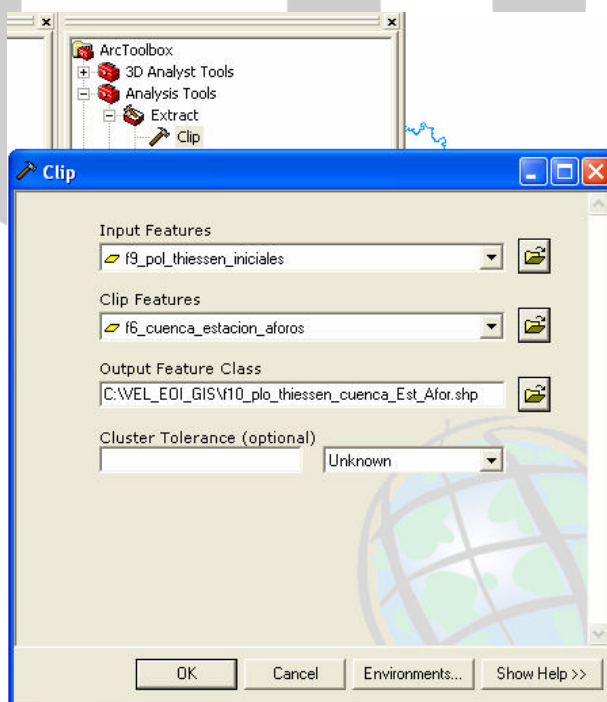 ArcToolbox
3D Analyst Tools
Analysis Tools
Extract
Clip
Clip
Input Features
f9_pol_thiessen_iniciales
Clip Features
f6_cuenca_estacion_aforos
Output Feature Class
C:\VEL_EOI_GIS\f10_plo_thiessen_cuenca_Est_Afor.shp
Cluster Tolerance (optional)
Unknown
OK Cancel Environments... Show Help >>